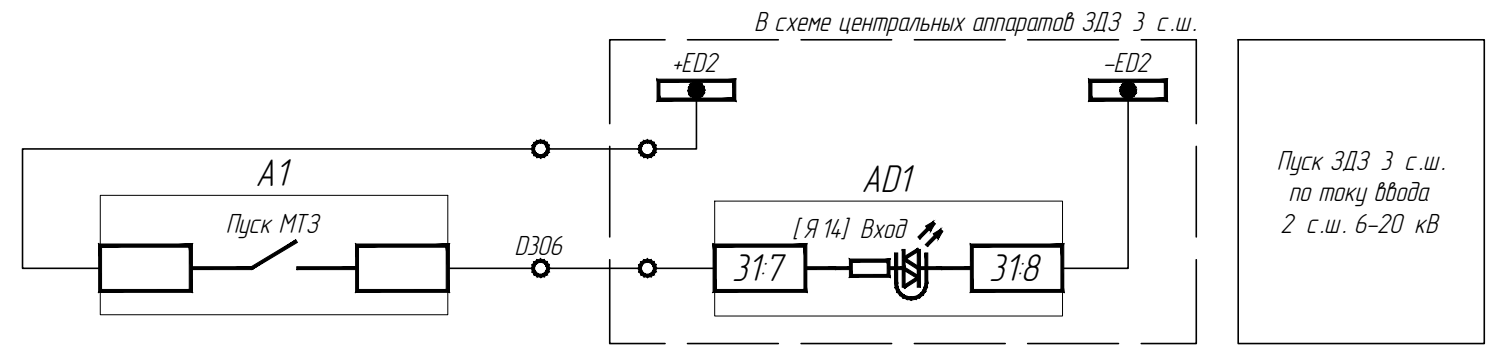 В схеме центральных аппаратов ЗДЗ 3 с.ш.
+ED2
-ED2
A1
AD1
Пуск МТЗ
[Я 14] Вход
D306
31:7
31:8
Пуск ЗДЗ 3 с.ш.
по току ввода
2 с.ш. 6-20 кВ